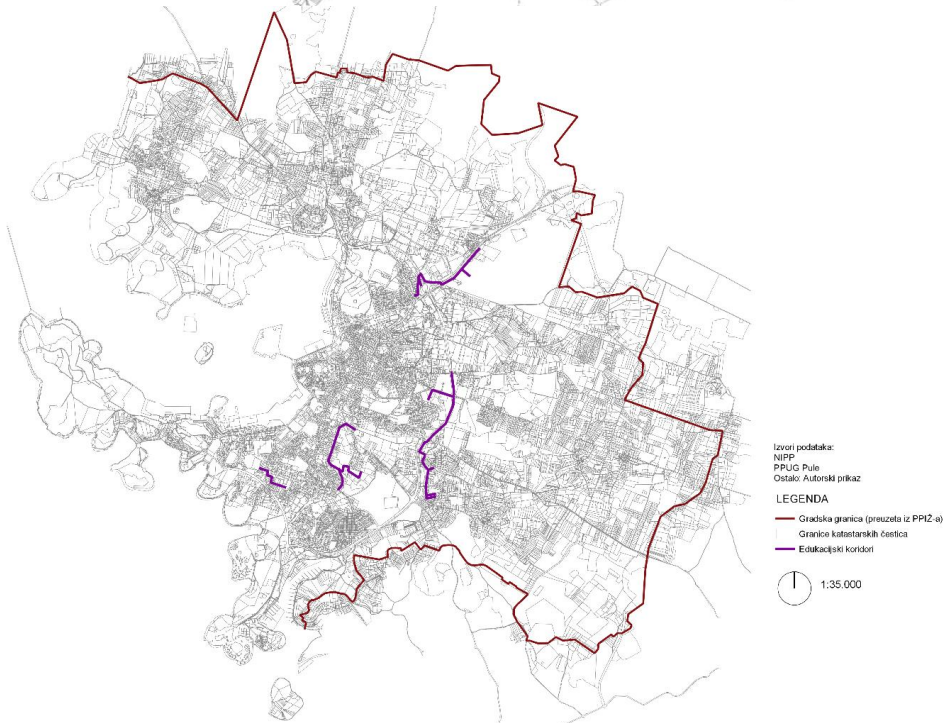 Izvori podataka:
NIPP
PPUG Pule
Ostalo: Autorski prikaz
LEGENDA
Gradska granica (preuzeta iz PPIŽ-a)
Granice katastarskih čestica
Edukacijski koridori
1:35.000